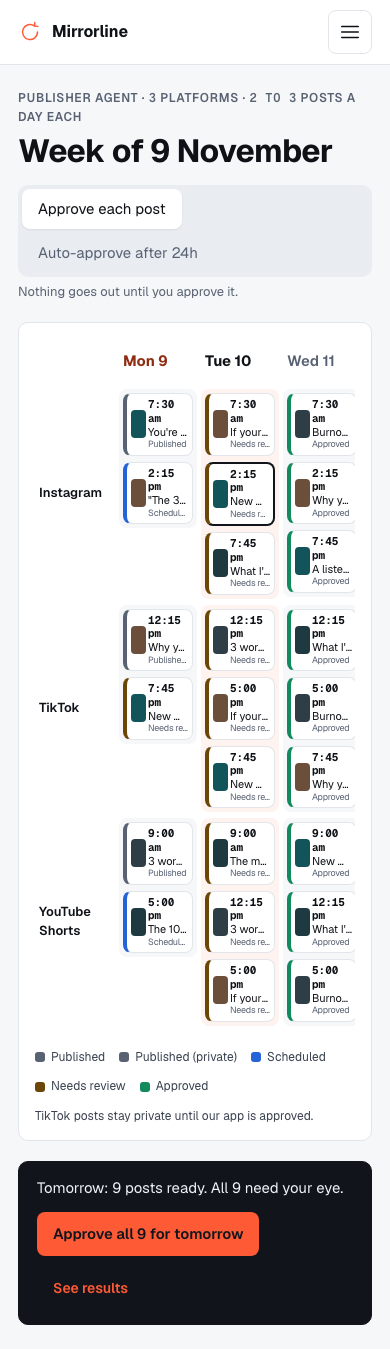 Mirrorline
PUBLISHER AGENT · 3 PLATFORMS · 2 TO 3 POSTS A
DAY EACH
Week of 9 November
Approve each post
Auto-approve after 24h
Nothing goes out until you approve it.
Mon 9 Tue 10 Wed 11
Instagram
7:30 am
You're ...
Published
2:15 pm
"The 3...
Schedul...
7:30 am
If your...
Needs re...
2:15 pm
New ...
Needs r...
7:45 pm
What I'...
Needs re...
7:30 am
Burno...
Approved
2:15 pm
Why y...
Approved
7:45 pm
A liste...
Approved
TikTok
12:15 pm
Why y...
Publishe...
7:45 pm
New ...
Needs re...
12:15 pm
3 wor...
Needs re...
5:00 pm
If your...
Needs re...
7:45 pm
New ...
Needs re...
12:15 pm
What I'...
Approved
5:00 pm
Burno...
Approved
7:45 pm
Why y...
Approved
YouTube
Shorts
9:00 am
3 wor...
Published
5:00 pm
The 10...
Schedul...
9:00 am
The m...
Needs re...
12:15 pm
3 wor...
Needs re...
5:00 pm
If your...
Needs re...
9:00 am
New ...
Approved
12:15 pm
What I'...
Approved
5:00 pm
Burno...
Approved
Published Published (private) Scheduled
Needs review Approved
TikTok posts stay private until our app is approved.
Tomorrow: 9 posts ready. All 9 need your eye.
Approve all 9 for tomorrow
See results